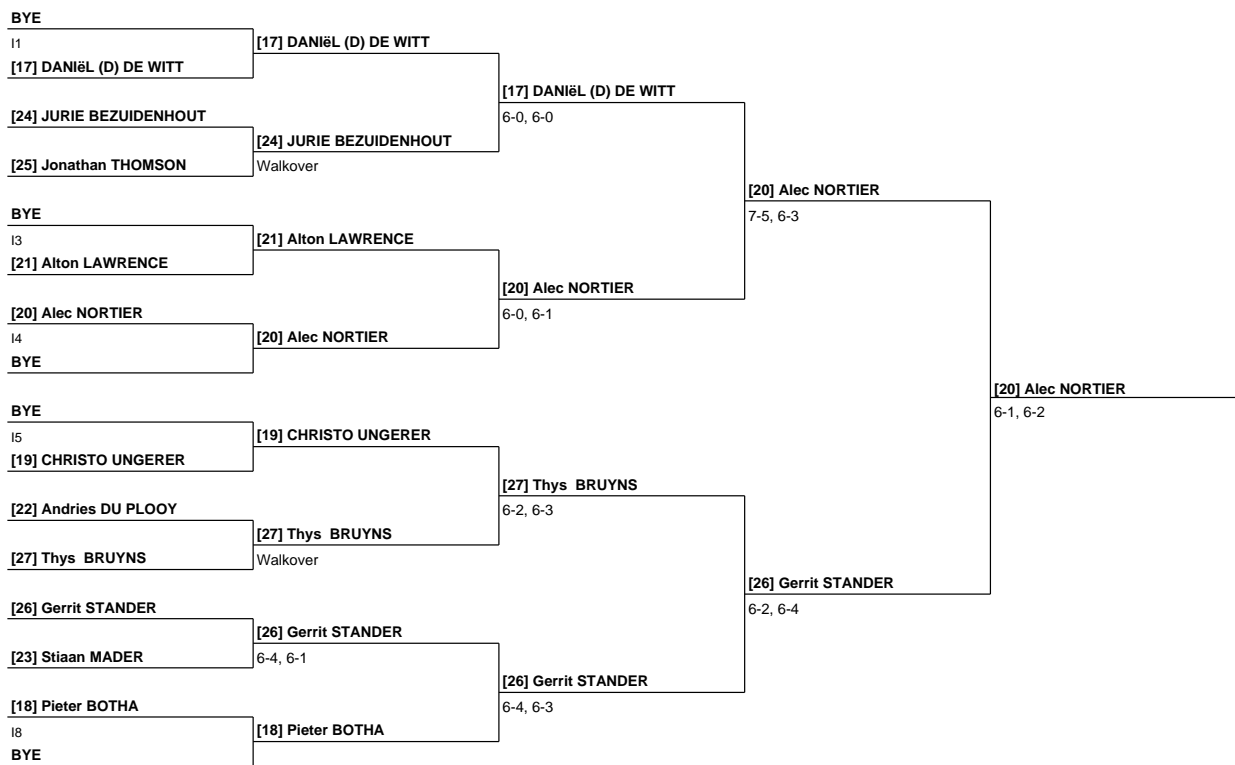 BYE
I1
[17] DANIëL (D) DE WITT
[17] DANIëL (D) DE WITT
[24] JURIE BEZUIDENHOUT
[25] Jonathan THOMSON
[24] JURIE BEZUIDENHOUT
Walkover
[17] DANIëL (D) DE WITT
6-0, 6-0
BYE
I3
[21] Alton LAWRENCE
[21] Alton LAWRENCE
[20] Alec NORTIER
I4
BYE
[20] Alec NORTIER
[20] Alec NORTIER
6-0, 6-1
[20] Alec NORTIER
7-5, 6-3
BYE
I5
[19] CHRISTO UNGERER
[19] CHRISTO UNGERER
[22] Andries DU PLOOY
[27] Thys  BRUYNS
[27] Thys  BRUYNS
Walkover
[27] Thys  BRUYNS
6-2, 6-3
[26] Gerrit STANDER
[23] Stiaan MADER
[26] Gerrit STANDER
6-4, 6-1
[18] Pieter BOTHA
I8
BYE
[18] Pieter BOTHA
[26] Gerrit STANDER
6-4, 6-3
[26] Gerrit STANDER
6-2, 6-4
[20] Alec NORTIER
6-1, 6-2